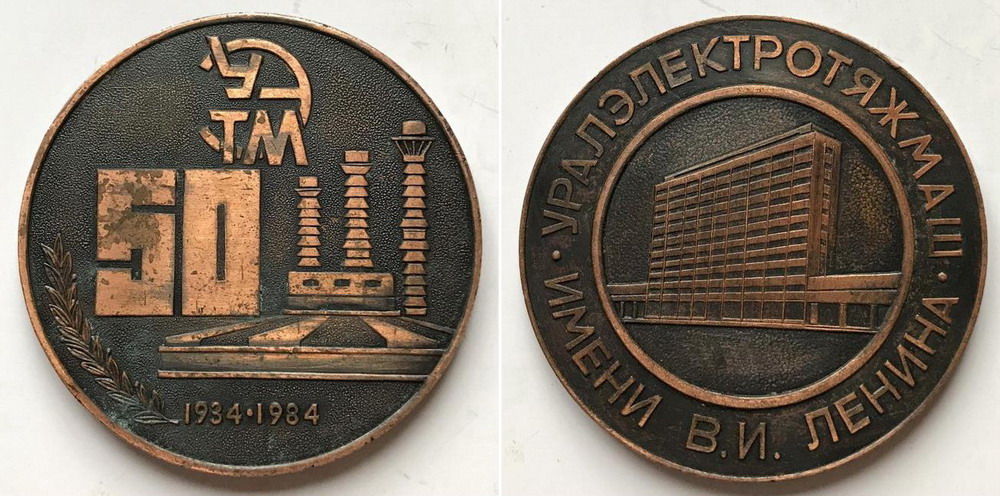 УЭ
ТМ
50
1934•1984
• УРАЛЭЛЕКТРОТЯЖМАШ •
ИМЕНИ В.И. ЛЕНИНА